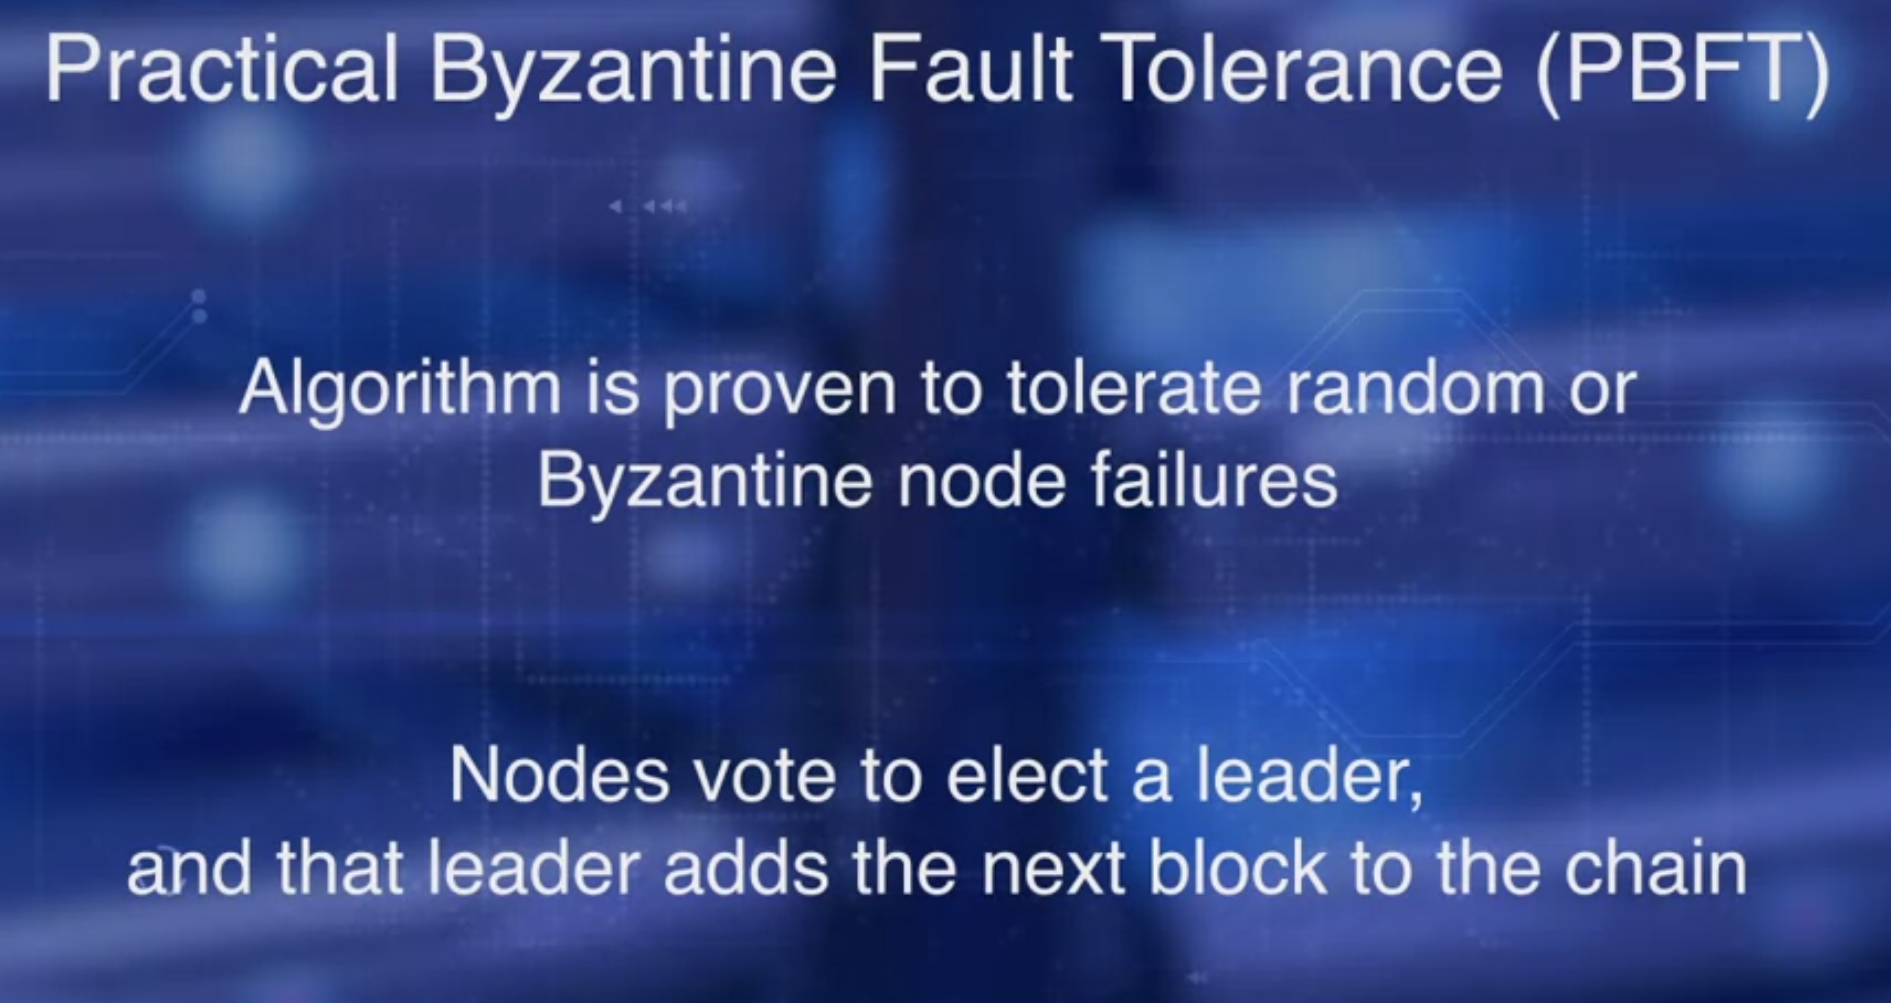 Practical Byzantine Fault Tolerance (PBFT)
Algorithm is proven to tolerate random or
Byzantine node failures
Nodes vote to elect a leader,
and that leader adds the next block to the chain